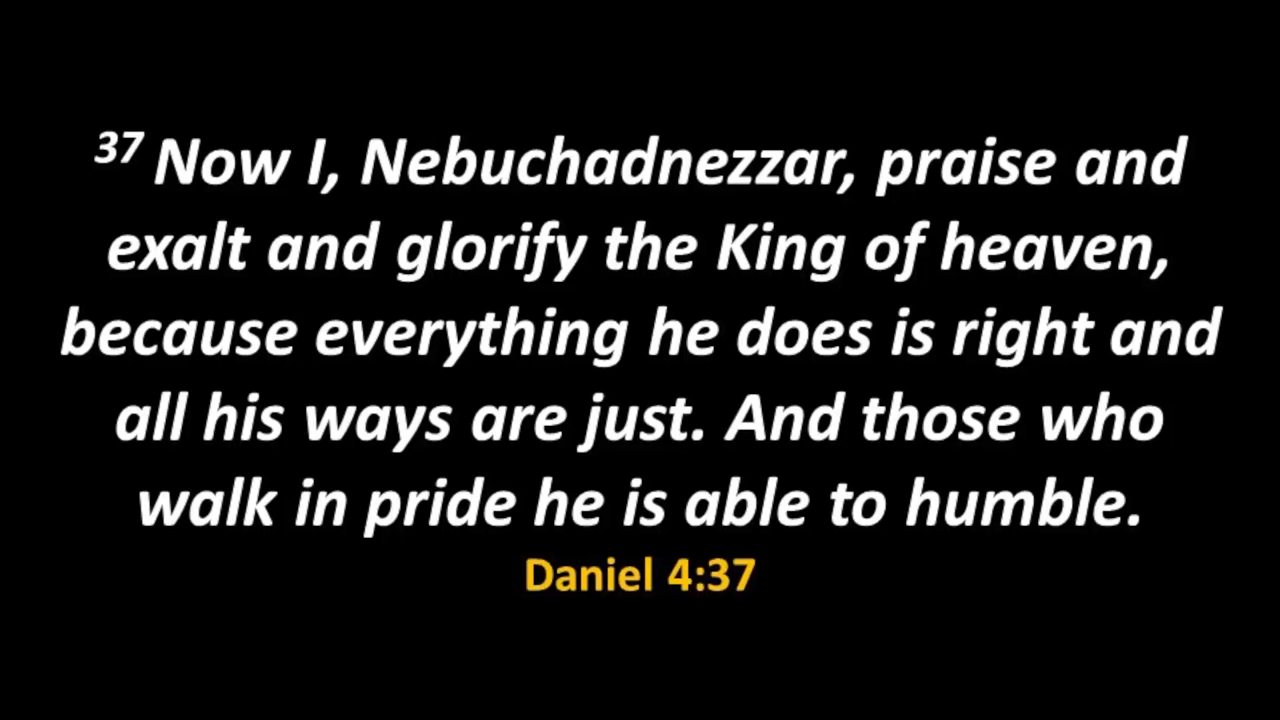 37 Now I, Nebuchadnezzar, praise and
exalt and glorify the King of heaven,
because everything he does is right and
all his ways are just. And those who
walk in pride he is able to humble.
Daniel 4:37